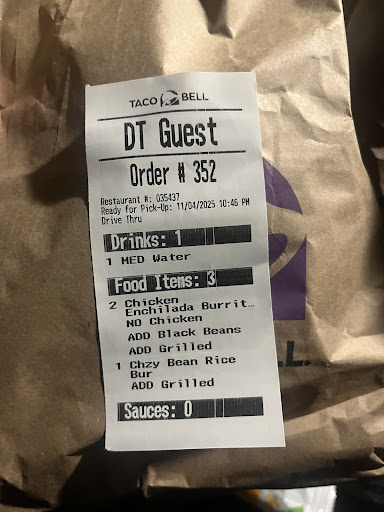 TACO BELL
DT Guest
Order # 352
Restaurant #: 035437
Ready for Pick-Up: 11/04/2025 10:46 PM
Drive Thru
Drinks: 1
1 MED Water
Food Items: 3
2 Chicken
Enchilada Burrit…
NO Chicken
ADD Black Beans
ADD Grilled
1 Chzy Bean Rice
Bur
ADD Grilled
Sauces: 0
LL.